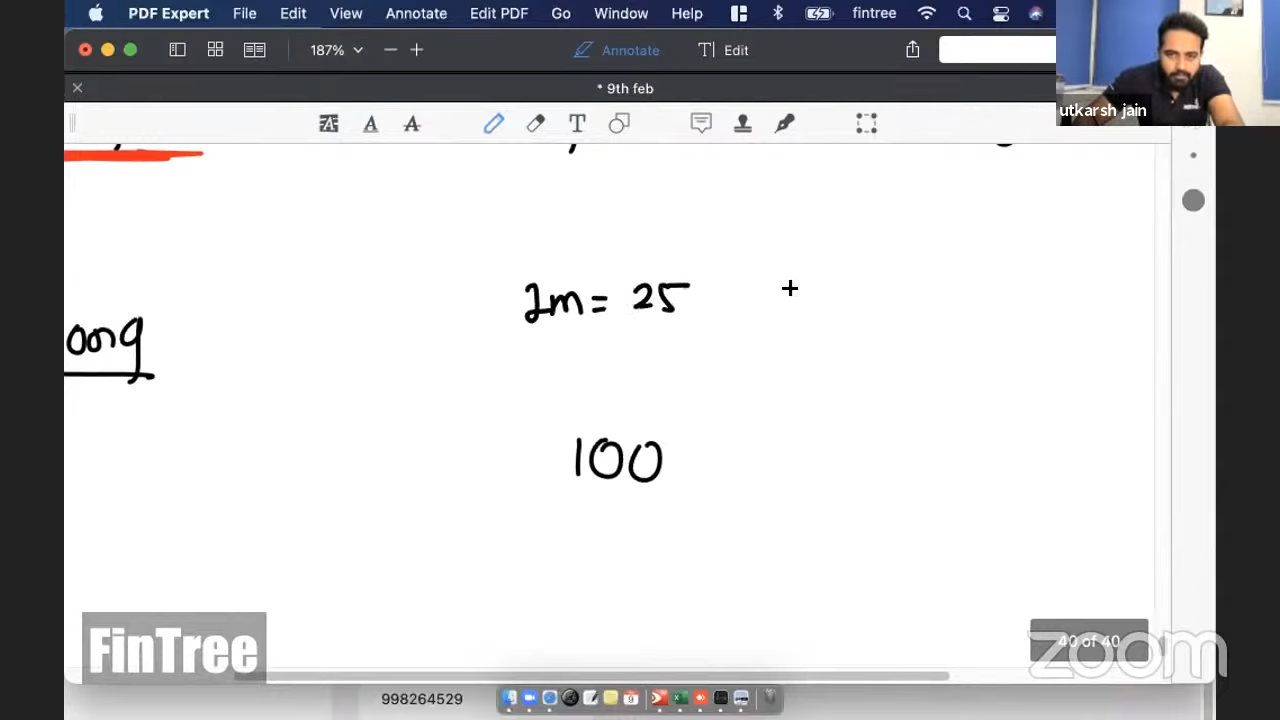 PDF Expert File Edit View Annotate Edit PDF Go Window Help fintree
187% Annotate T Edit
* 9th feb
utkarsh jain
2m = 25
100
FinTree
40 of 40
zoom
998264529